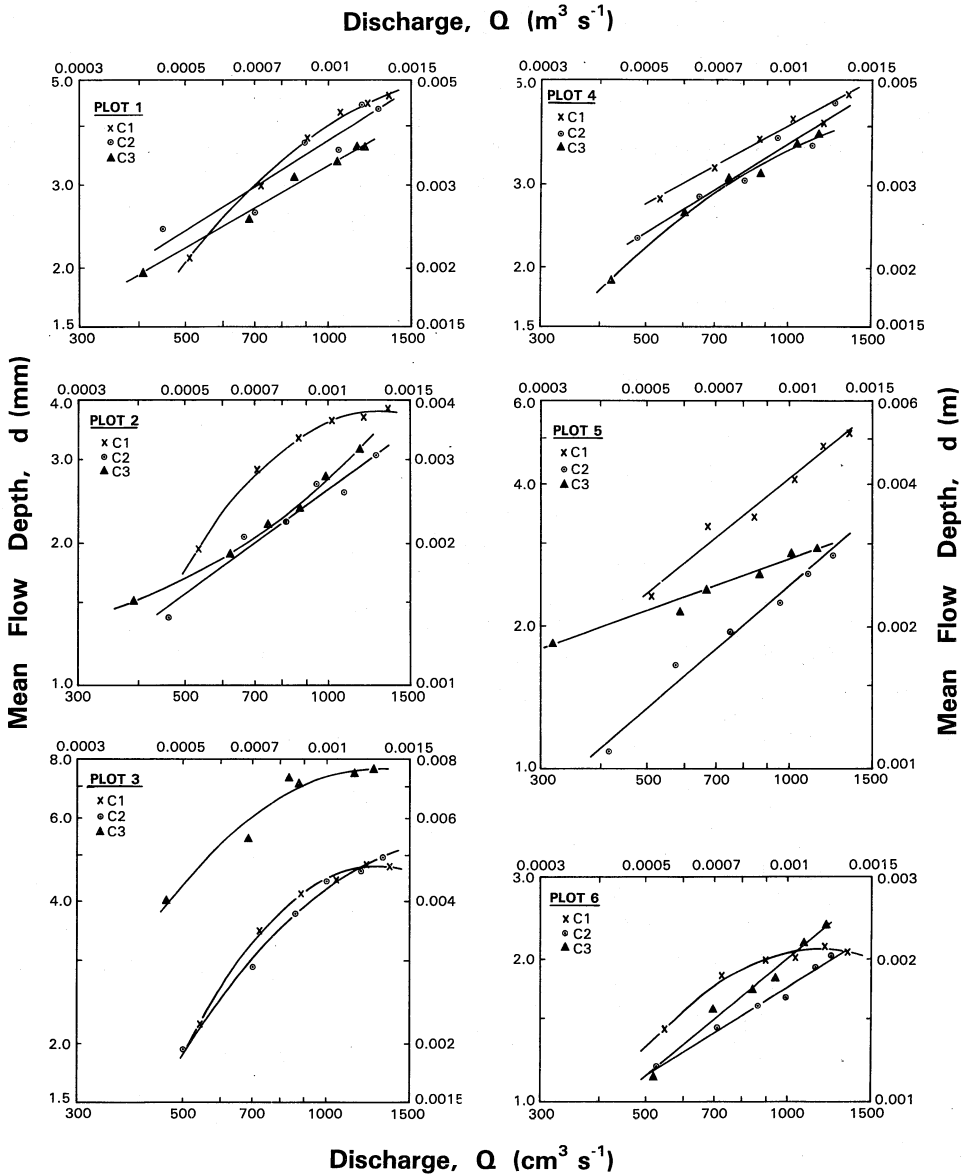 Discharge, Q (m³ s⁻¹)
0.0003 0.0005 0.0007 0.001 0.0015
5.0 0.005
PLOT 1
x C1
⊙ C2
▲ C3
3.0 0.003
2.0 0.002
1.5 0.0015
300 500 700 1000 1500
0.0003 0.0005 0.0007 0.001 0.0015
5.0 0.005
PLOT 4
x C1
⊙ C2
▲ C3
3.0 0.003
2.0 0.002
1.5 0.0015
300 500 700 1000 1500
Mean Flow Depth, d (mm)
Mean Flow Depth, d (m)
0.0003 0.0005 0.0007 0.001 0.0015
4.0 0.004
PLOT 2
x C1
⊙ C2
▲ C3
3.0 0.003
2.0 0.002
1.0 0.001
300 500 700 1000 1500
0.0003 0.0005 0.0007 0.001 0.0015
6.0 0.006
PLOT 5
x C1
⊙ C2
▲ C3
4.0 0.004
2.0 0.002
1.0 0.001
300 500 700 1000 1500
0.0003 0.0005 0.0007 0.001 0.0015
8.0 0.008
PLOT 3
x C1
⊙ C2
▲ C3
6.0 0.006
4.0 0.004
2.0 0.002
1.5 0.0015
300 500 700 1000 1500
0.0003 0.0005 0.0007 0.001 0.0015
3.0 0.003
PLOT 6
x C1
⊙ C2
▲ C3
2.0 0.002
1.0 0.001
300 500 700 1000 1500
Discharge, Q (cm³ s⁻¹)